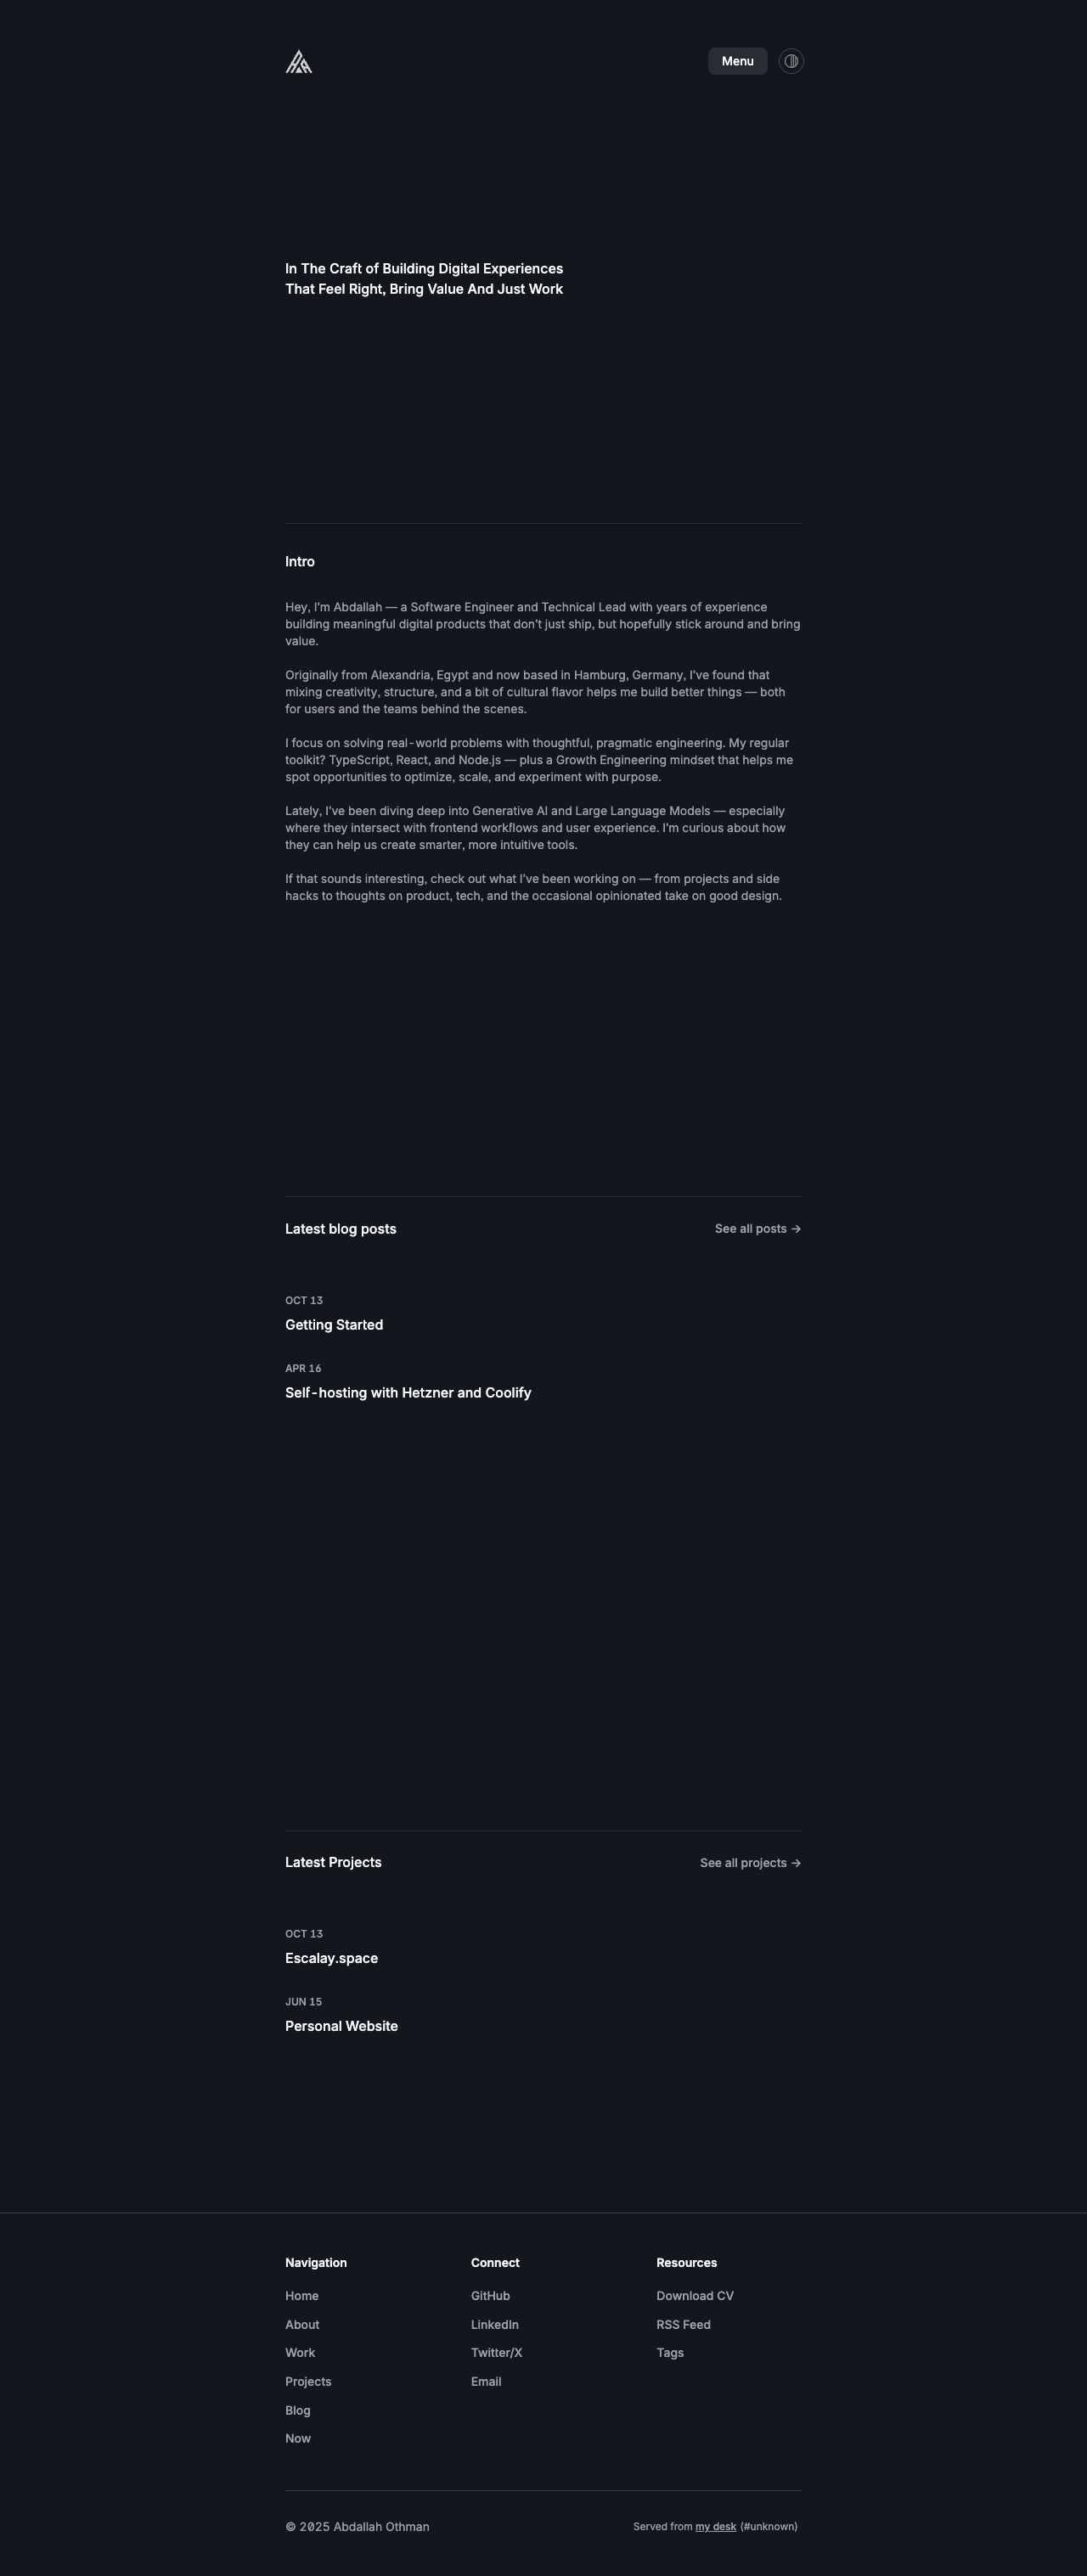 Menu
In The Craft of Building Digital Experiences
That Feel Right, Bring Value And Just Work
Intro
Hey, I'm Abdallah — a Software Engineer and Technical Lead with years of experience
building meaningful digital products that don't just ship, but hopefully stick around and bring
value.
Originally from Alexandria, Egypt and now based in Hamburg, Germany, I've found that
mixing creativity, structure, and a bit of cultural flavor helps me build better things — both
for users and the teams behind the scenes.
I focus on solving real-world problems with thoughtful, pragmatic engineering. My regular
toolkit? TypeScript, React, and Node.js — plus a Growth Engineering mindset that helps me
spot opportunities to optimize, scale, and experiment with purpose.
Lately, I've been diving deep into Generative AI and Large Language Models — especially
where they intersect with frontend workflows and user experience. I'm curious about how
they can help us create smarter, more intuitive tools.
If that sounds interesting, check out what I've been working on — from projects and side
hacks to thoughts on product, tech, and the occasional opinionated take on good design.
Latest blog posts
See all posts →
OCT 13
Getting Started
APR 16
Self-hosting with Hetzner and Coolify
Latest Projects
See all projects →
OCT 13
Escalay.space
JUN 15
Personal Website
Navigation
Home
About
Work
Projects
Blog
Now
Connect
GitHub
LinkedIn
Twitter/X
Email
Resources
Download CV
RSS Feed
Tags
© 2025 Abdallah Othman
Served from my desk (#unknown)